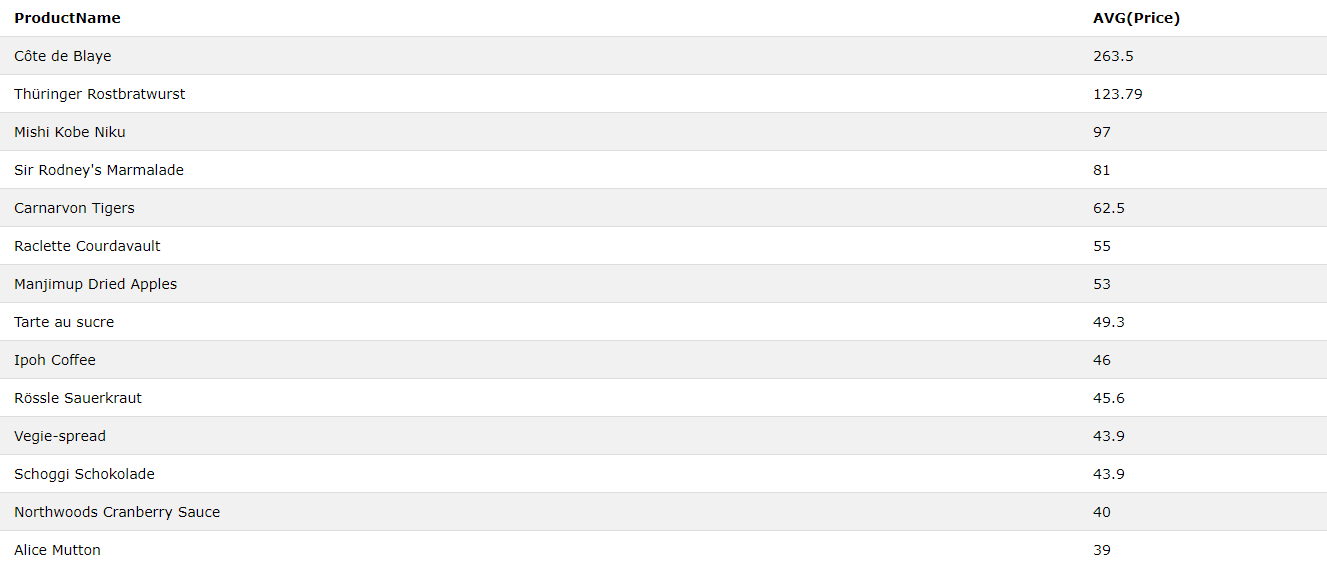 ProductName AVG(Price)
Côte de Blaye 263.5
Thüringer Rostbratwurst 123.79
Mishi Kobe Niku 97
Sir Rodney's Marmalade 81
Carnarvon Tigers 62.5
Raclette Courdavault 55
Manjimup Dried Apples 53
Tarte au sucre 49.3
Ipoh Coffee 46
Rössle Sauerkraut 45.6
Vegie-spread 43.9
Schoggi Schokolade 43.9
Northwoods Cranberry Sauce 40
Alice Mutton 39